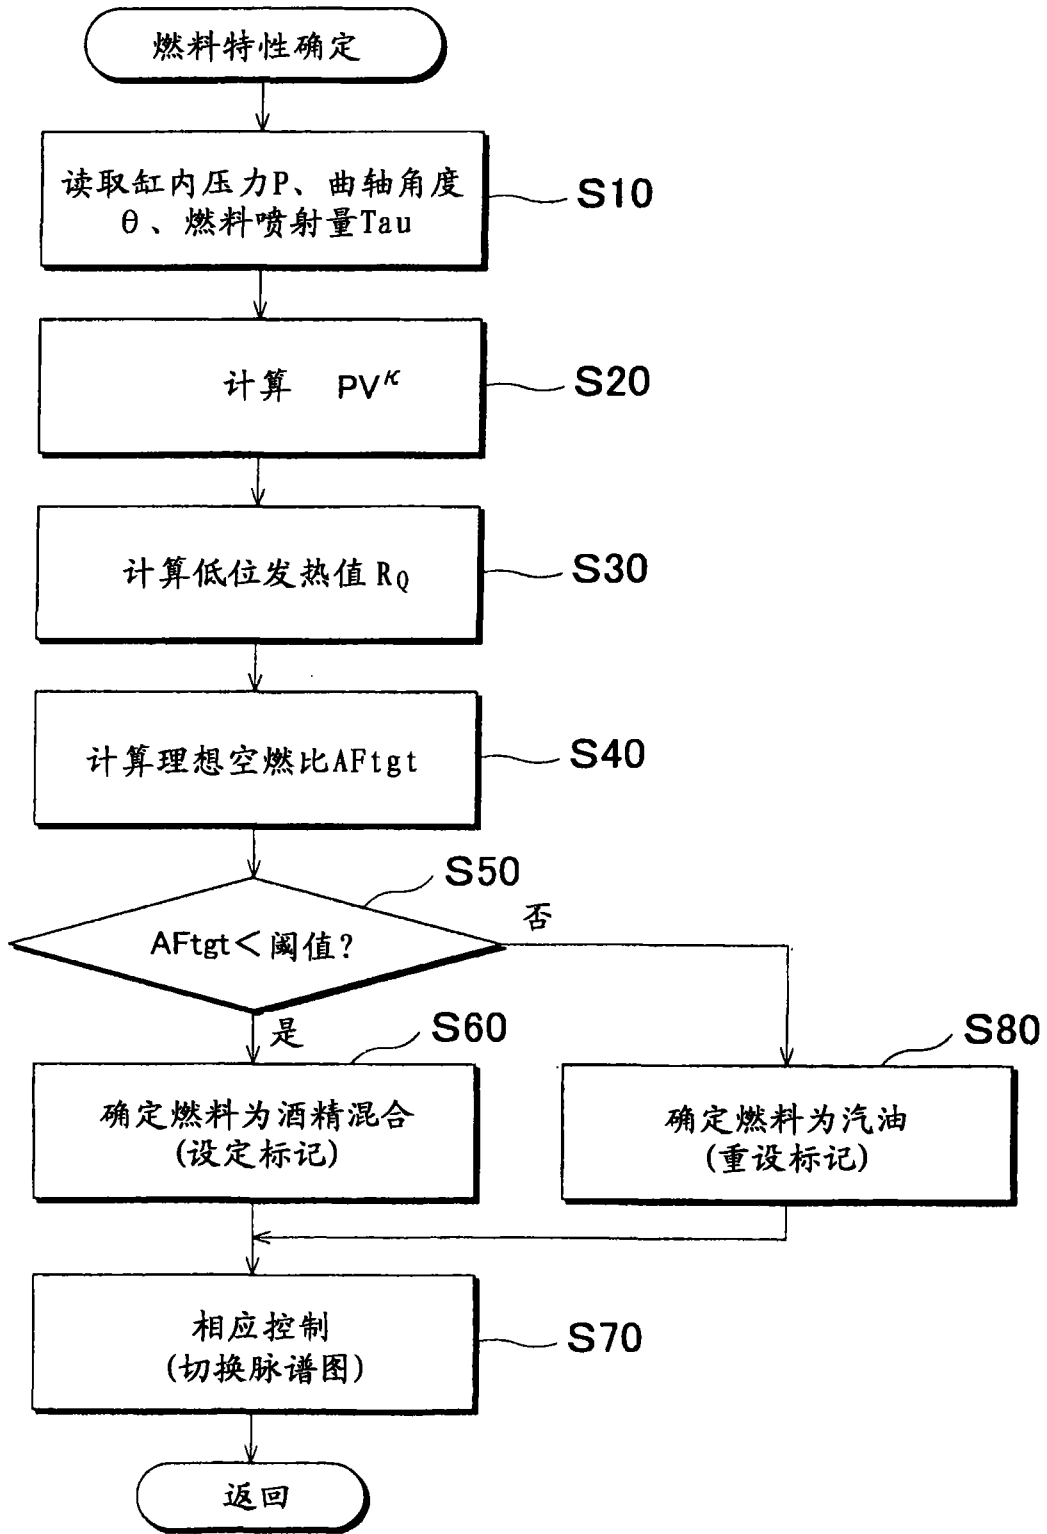 燃料特性确定
读取缸内压力P、曲轴角度
θ、燃料喷射量Tau
S10
计算 PV^κ
S20
计算低位发热值 R_Q
S30
计算理想空燃比AFtgt
S40
S50
AFtgt＜阈值?
否
是
S60
S80
确定燃料为酒精混合
(设定标记)
确定燃料为汽油
(重设标记)
相应控制
(切换脉谱图)
S70
返回